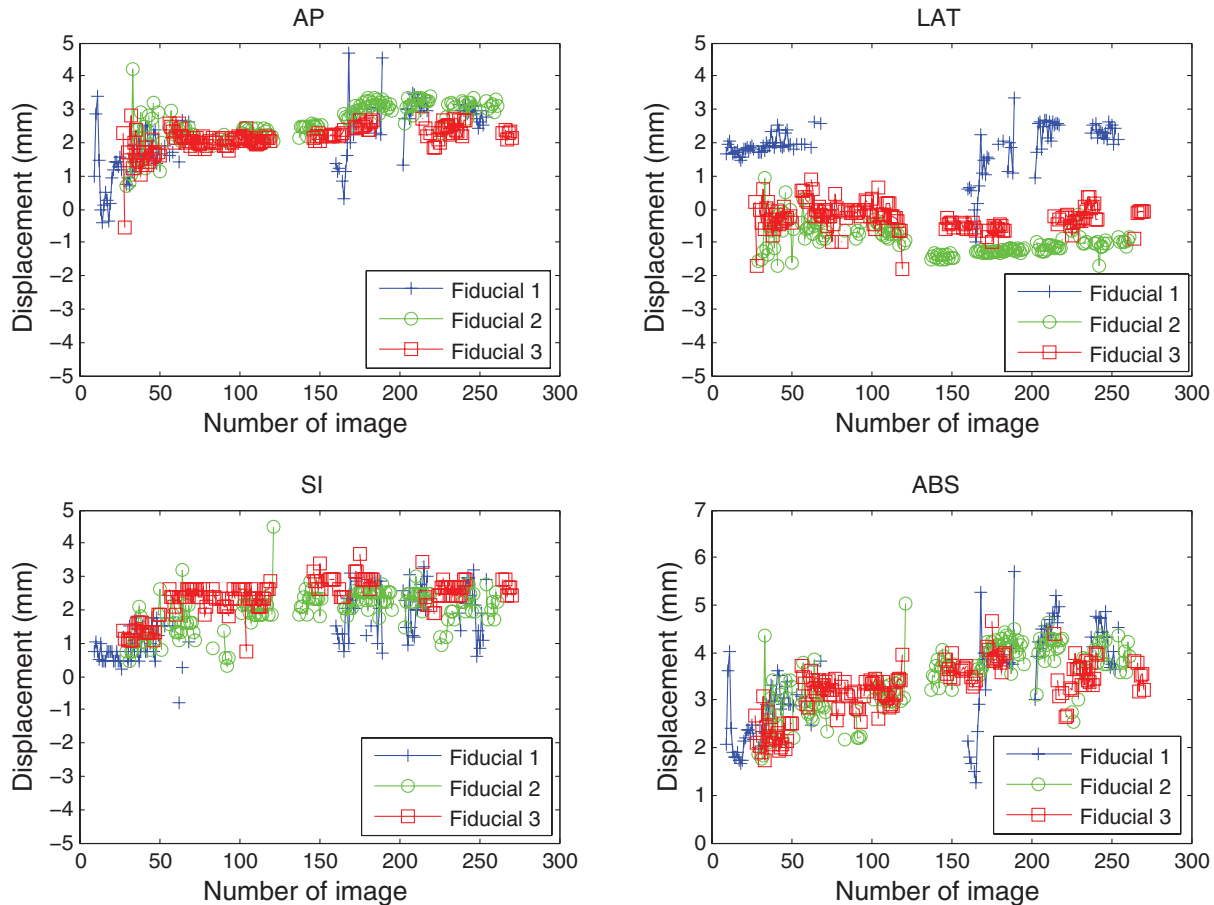 AP
5
4
3
2
1
0
−1
−2
−3
−4
−5
0 50 100 150 200 250 300
Displacement (mm)
Number of image
Fiducial 1
Fiducial 2
Fiducial 3
LAT
5
4
3
2
1
0
−1
−2
−3
−4
−5
0 50 100 150 200 250 300
Displacement (mm)
Number of image
Fiducial 1
Fiducial 2
Fiducial 3
SI
5
4
3
2
1
0
−1
−2
−3
−4
−5
0 50 100 150 200 250 300
Displacement (mm)
Number of image
Fiducial 1
Fiducial 2
Fiducial 3
ABS
7
6
5
4
3
2
1
0
0 50 100 150 200 250 300
Displacement (mm)
Number of image
Fiducial 1
Fiducial 2
Fiducial 3